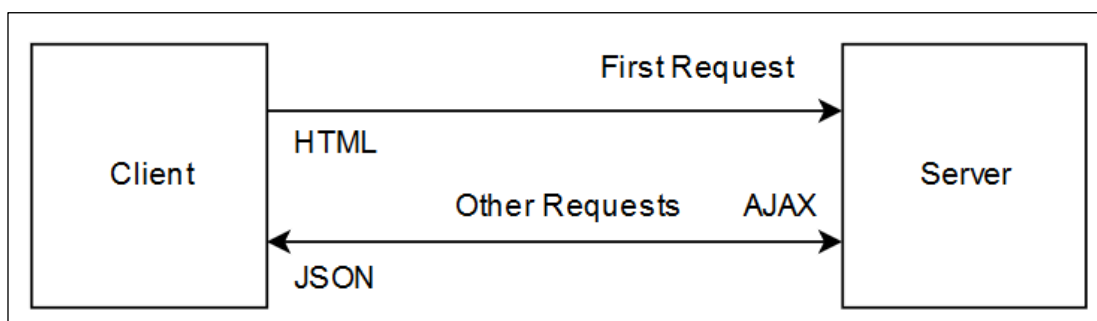 First Request
HTML
Client
Server
Other Requests
AJAX
JSON